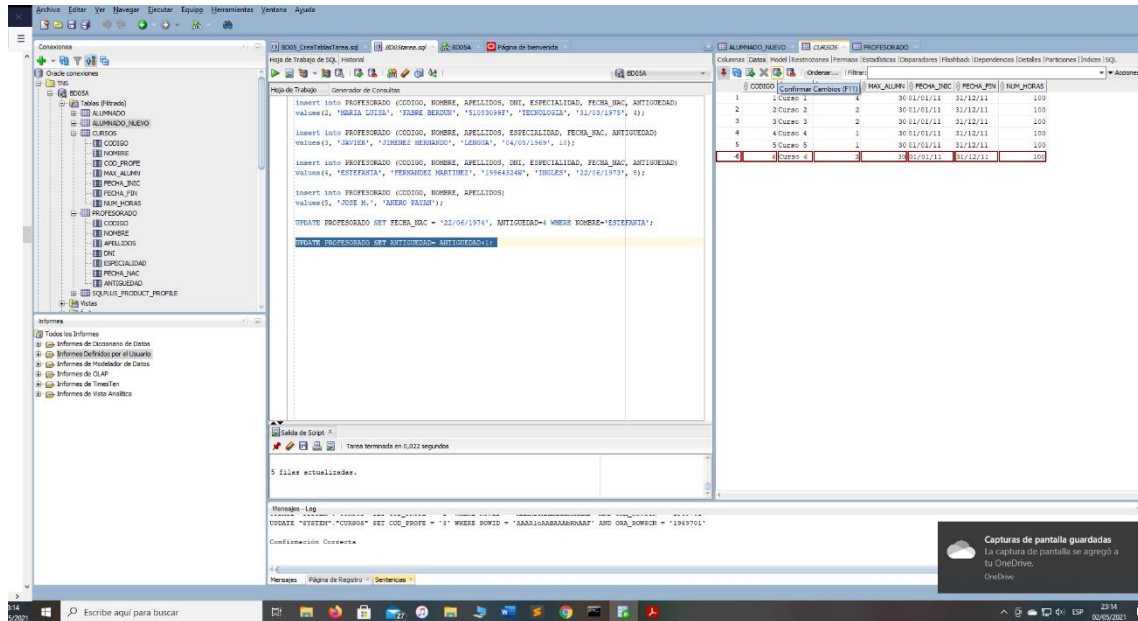 Archivo Editar Ver Navegar Ejecutar Equipo Herramientas Ventana Ayuda
Conexiones
Oracle conexiones
TNS
BD05A
Tablas (Filtrado)
ALUMNADO
ALUMNADO_NUEVO
CURSOS
CODIGO
NOMBRE
COD_PROFE
MAX_ALUMN
FECHA_INIC
FECHA_FIN
NUM_HORAS
PROFESORADO
CODIGO
NOMBRE
APELLIDOS
DNI
ESPECIALIDAD
FECHA_NAC
ANTIGUEDAD
SQLPLUS_PRODUCT_PROFILE
Vistas
Informes
Todos los Informes
Informes de Diccionario de Datos
Informes Definidos por el Usuario
Informes de Modelador de Datos
Informes de OLAP
Informes de TimesTen
Informes de Vista Analítica
BD05_CreaTablasTarea.sql BD05tarea.sql BD05A Página de bienvenida
Hoja de Trabajo de SQL Historial
BD05A
Hoja de Trabajo Generador de Consultas
insert into PROFESORADO (CODIGO, NOMBRE, APELLIDOS, DNI, ESPECIALIDAD, FECHA_NAC, ANTIGUEDAD)
values(2, 'MARIA LUISA', 'FABRE BERDUN', '51083099F', 'TECNOLOGIA', '31/03/1975', 4);
insert into PROFESORADO (CODIGO, NOMBRE, APELLIDOS, ESPECIALIDAD, FECHA_NAC, ANTIGUEDAD)
values(3, 'JAVIER', 'JIMENEZ HERNANDO', 'LENGUA', '04/05/1969', 10);
insert into PROFESORADO (CODIGO, NOMBRE, APELLIDOS, DNI, ESPECIALIDAD, FECHA_NAC, ANTIGUEDAD)
values(4, 'ESTEFANIA', 'FERNANDEZ MARTINEZ', '19964324W', 'INGLES', '22/06/1973', 5);
insert into PROFESORADO (CODIGO, NOMBRE, APELLIDOS)
values(5, 'JOSE M.', 'ANERO PAYAN');
UPDATE PROFESORADO SET FECHA_NAC = '22/06/1974', ANTIGUEDAD=4 WHERE NOMBRE='ESTEFANIA';
UPDATE PROFESORADO SET ANTIGUEDAD= ANTIGUEDAD+1;
Salida de Script
Tarea terminada en 0,022 segundos
5 filas actualizadas.
Mensajes - Log
UPDATE "SYSTEM"."CURSOS" SET COD_PROFE = '3' WHERE ROWID = AND ORA_ROWSCN = '1969701'
Confirmación Correcta
Mensajes Página de Registro Sentencias
ALUMNADO_NUEVO CURSOS PROFESORADO
Columnas Datos Model Restricciones Permisos Estadísticas Disparadores Flashback Dependencias Detalles Particiones Índices SQL
Ordenar... Filtrar: Acciones
CODIGO Confirmar Cambios (F11) MAX_ALUMN FECHA_INIC FECHA_FIN NUM_HORAS
1 1 Curso 1 4 30 01/01/11 31/12/11 100
2 2 Curso 2 2 30 01/01/11 31/12/11 100
3 3 Curso 3 2 30 01/01/11 31/12/11 100
4 4 Curso 4 1 30 01/01/11 31/12/11 100
5 5 Curso 5 1 30 01/01/11 31/12/11 100
6 6 Curso 6 3 30 01/01/11 31/12/11 100
Capturas de pantalla guardadas
La captura de pantalla se agregó a
tu OneDrive.
OneDrive
Escribe aquí para buscar
ESP
23:14
02/05/2021